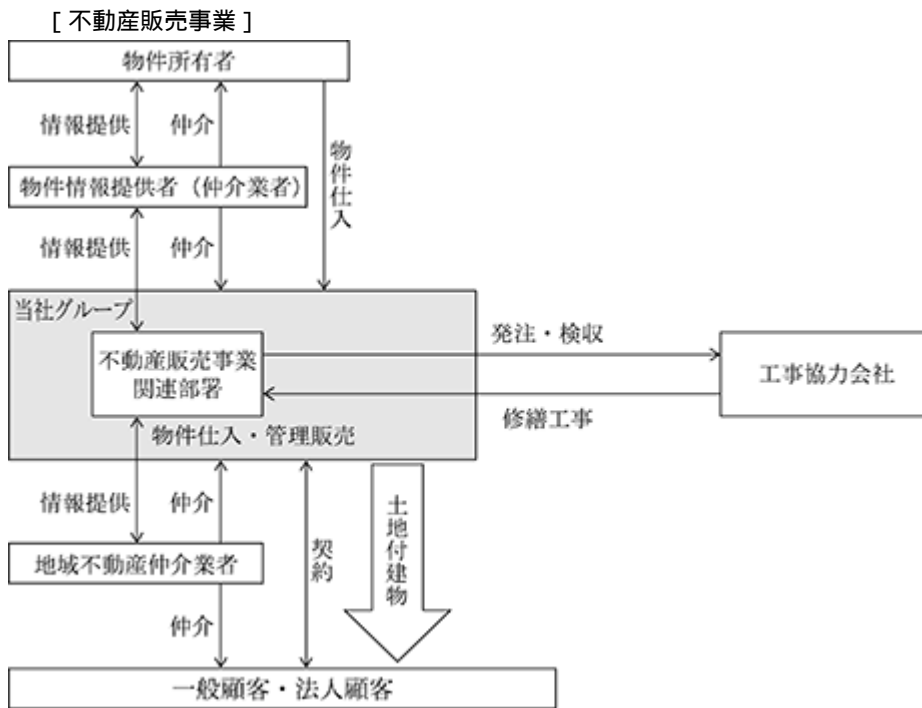 [ 不動産販売事業 ]
物件所有者
情報提供
仲介
物件仕入
物件情報提供者（仲介業者）
情報提供
仲介
当社グループ
不動産販売事業
関連部署
発注・検収
工事協力会社
修繕工事
物件仕入・管理販売
情報提供
仲介
契約
土地付建物
地域不動産仲介業者
仲介
一般顧客・法人顧客